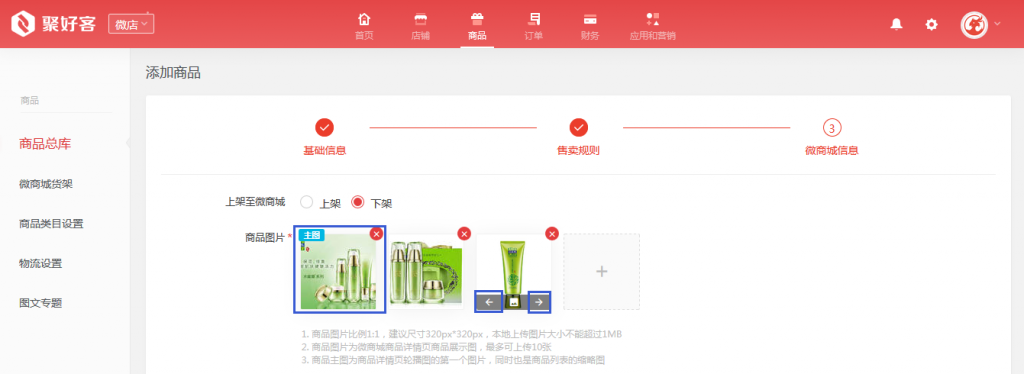 聚好客 微店
首页 店铺 商品 订单 财务 应用和营销
添加商品
商品
商品总库
微商城货架
商品类目设置
物流设置
图文专题
3
基础信息 售卖规则 微商城信息
上架至微商城 上架 下架
商品图片 *
主图
1. 商品图片比例1:1，建议尺寸320px*320px，本地上传图片大小不能超过1MB
2. 商品图片为微商城商品详情页商品展示图，最多可上传10张
3. 商品主图为商品详情页轮播图的第一个图片，同时也是商品列表的缩略图